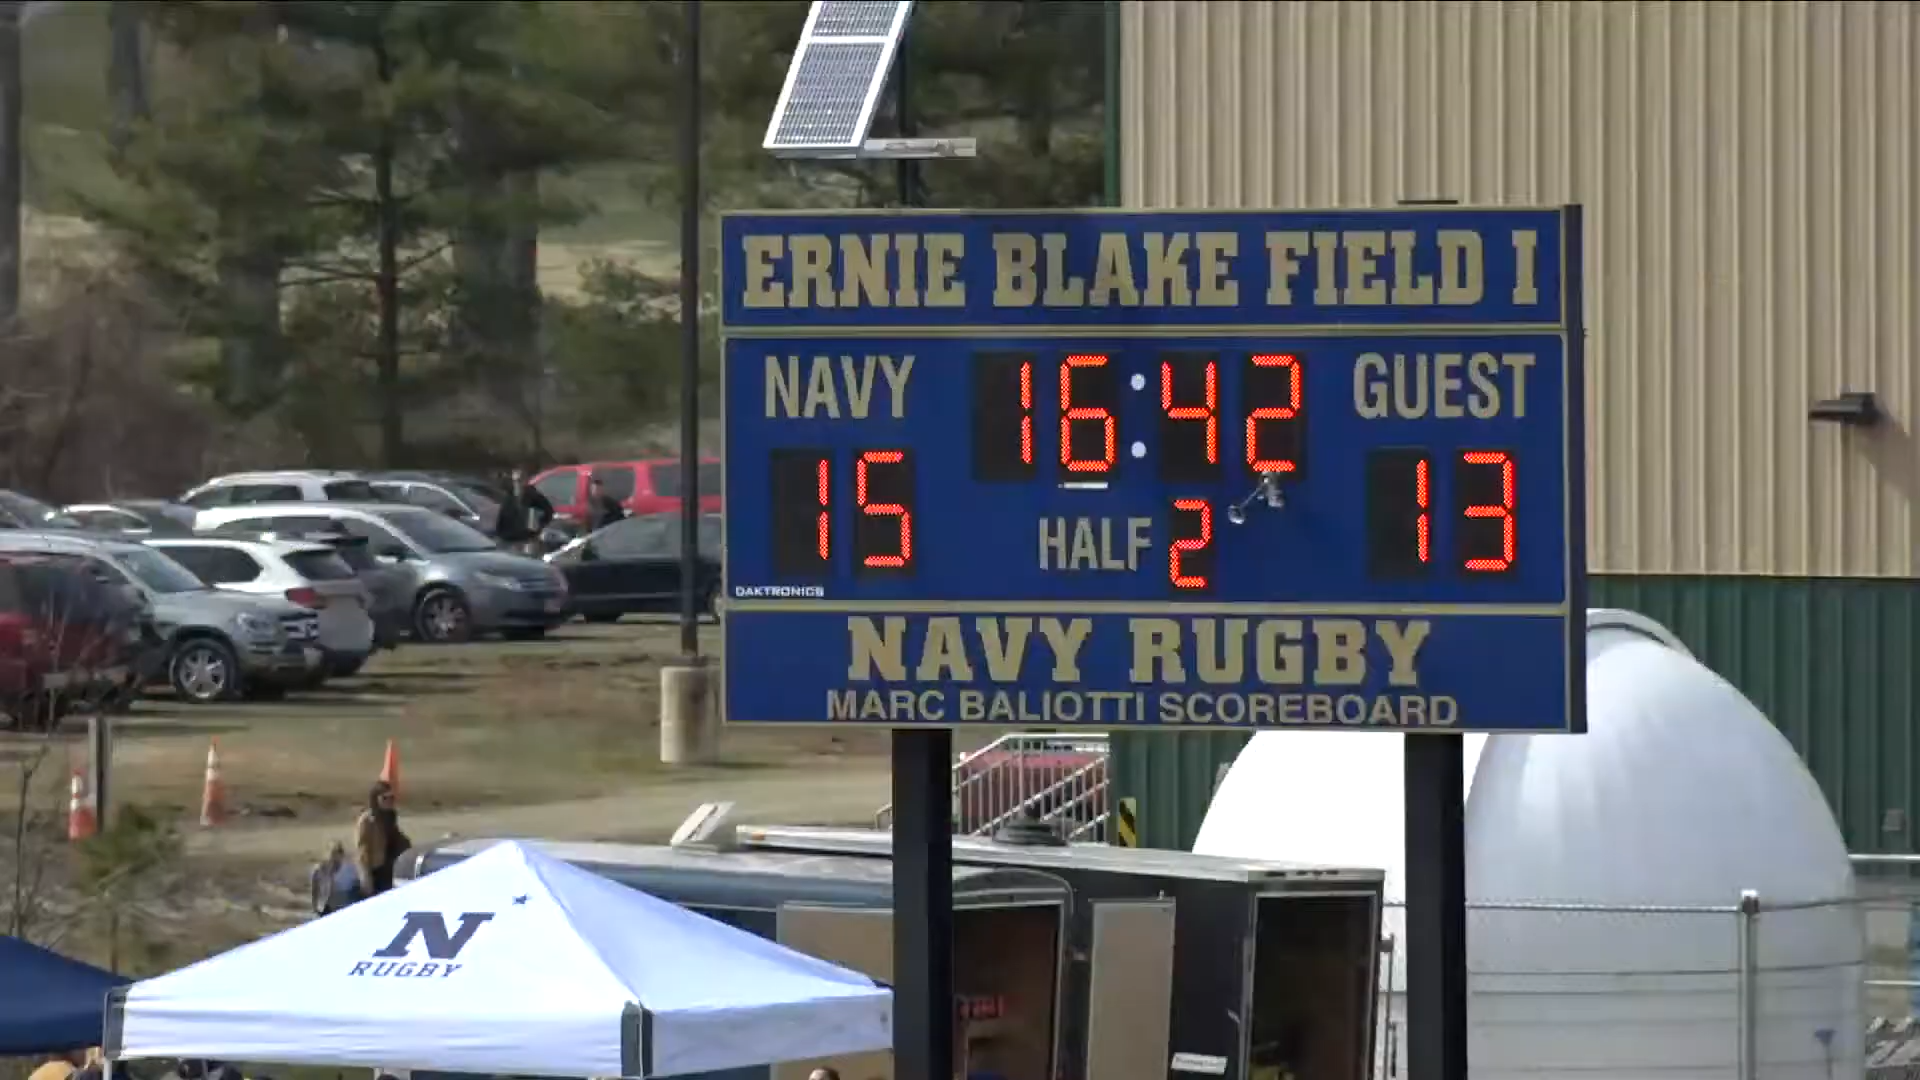 ERNIE BLAKE FIELD I
NAVY 16:42 GUEST
15 HALF 2 13
DAKTRONICS
NAVY RUGBY
MARC BALIOTTI SCOREBOARD
N
RUGBY